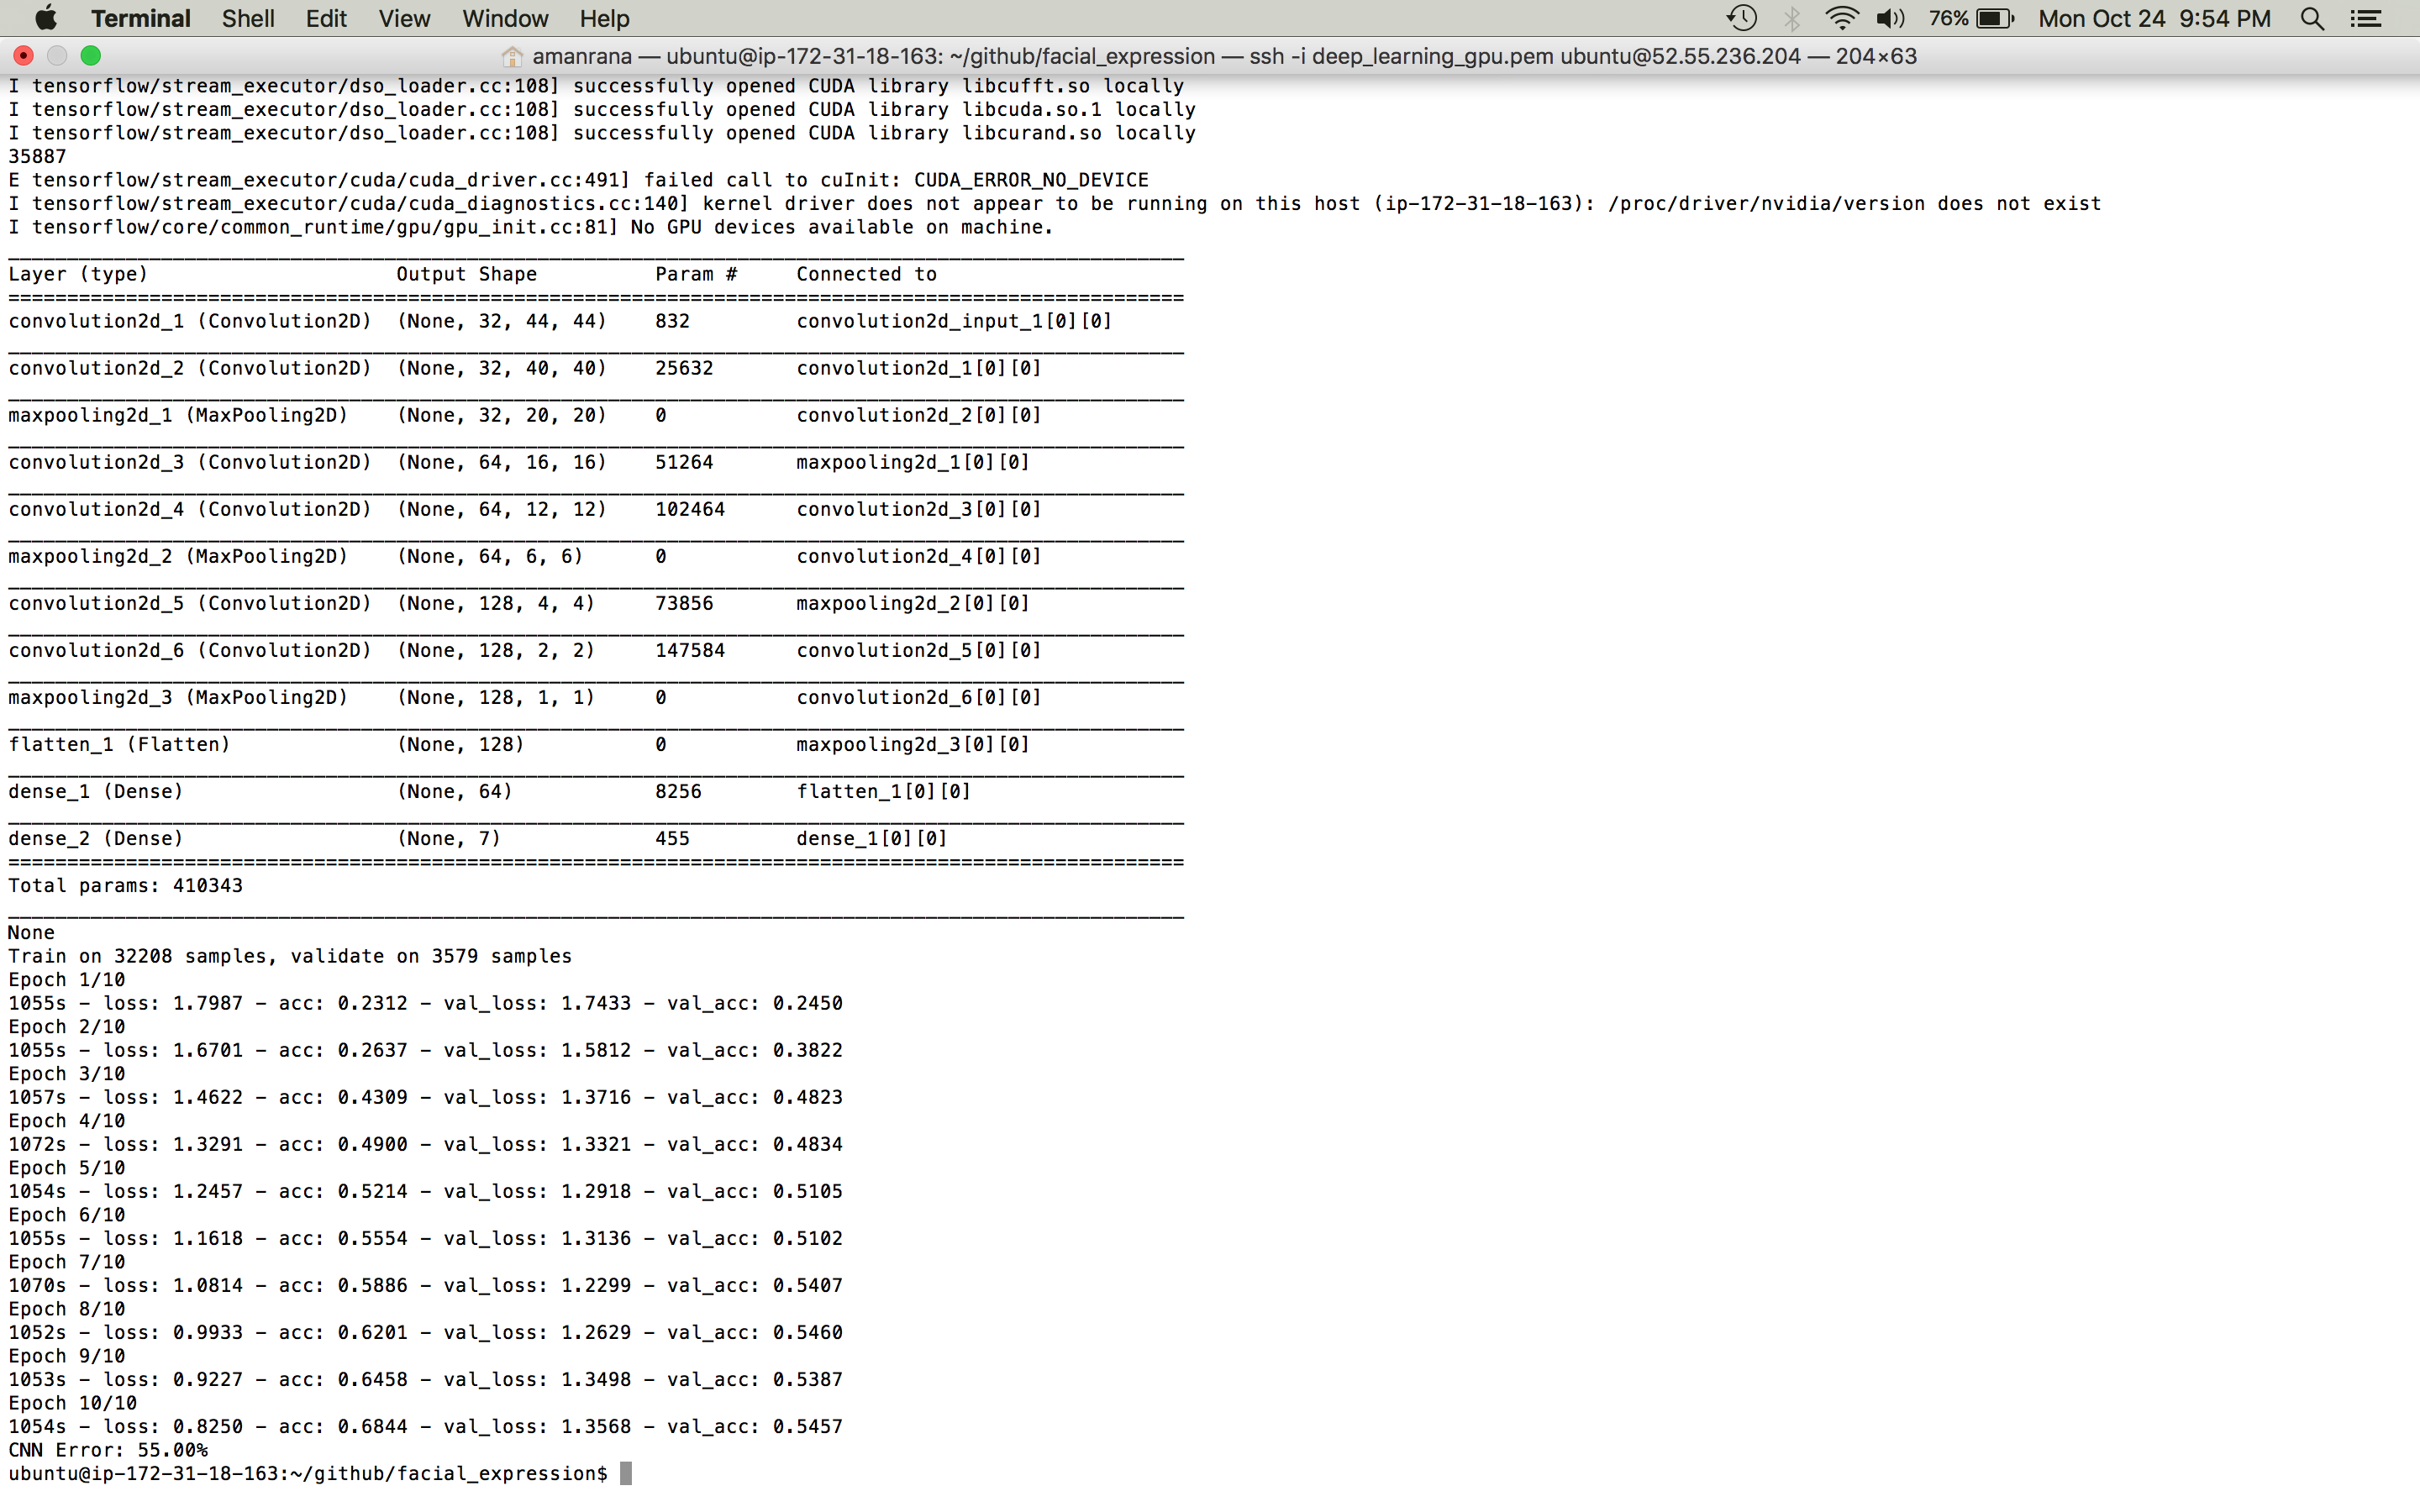 Terminal Shell Edit View Window Help 76% Mon Oct 24 9:54 PM
amanrana — ubuntu@ip-172-31-18-163: ~/github/facial_expression — ssh -i deep_learning_gpu.pem ubuntu@52.55.236.204 — 204×63
I tensorflow/stream_executor/dso_loader.cc:108] successfully opened CUDA library libcufft.so locally
I tensorflow/stream_executor/dso_loader.cc:108] successfully opened CUDA library libcuda.so.1 locally
I tensorflow/stream_executor/dso_loader.cc:108] successfully opened CUDA library libcurand.so locally
35887
E tensorflow/stream_executor/cuda/cuda_driver.cc:491] failed call to cuInit: CUDA_ERROR_NO_DEVICE
I tensorflow/stream_executor/cuda/cuda_diagnostics.cc:140] kernel driver does not appear to be running on this host (ip-172-31-18-163): /proc/driver/nvidia/version does not exist
I tensorflow/core/common_runtime/gpu/gpu_init.cc:81] No GPU devices available on machine.
Layer (type) Output Shape Param # Connected to
convolution2d_1 (Convolution2D) (None, 32, 44, 44) 832 convolution2d_input_1[0][0]
convolution2d_2 (Convolution2D) (None, 32, 40, 40) 25632 convolution2d_1[0][0]
maxpooling2d_1 (MaxPooling2D) (None, 32, 20, 20) 0 convolution2d_2[0][0]
convolution2d_3 (Convolution2D) (None, 64, 16, 16) 51264 maxpooling2d_1[0][0]
convolution2d_4 (Convolution2D) (None, 64, 12, 12) 102464 convolution2d_3[0][0]
maxpooling2d_2 (MaxPooling2D) (None, 64, 6, 6) 0 convolution2d_4[0][0]
convolution2d_5 (Convolution2D) (None, 128, 4, 4) 73856 maxpooling2d_2[0][0]
convolution2d_6 (Convolution2D) (None, 128, 2, 2) 147584 convolution2d_5[0][0]
maxpooling2d_3 (MaxPooling2D) (None, 128, 1, 1) 0 convolution2d_6[0][0]
flatten_1 (Flatten) (None, 128) 0 maxpooling2d_3[0][0]
dense_1 (Dense) (None, 64) 8256 flatten_1[0][0]
dense_2 (Dense) (None, 7) 455 dense_1[0][0]
Total params: 410343
None
Train on 32208 samples, validate on 3579 samples
Epoch 1/10
1055s - loss: 1.7987 - acc: 0.2312 - val_loss: 1.7433 - val_acc: 0.2450
Epoch 2/10
1055s - loss: 1.6701 - acc: 0.2637 - val_loss: 1.5812 - val_acc: 0.3822
Epoch 3/10
1057s - loss: 1.4622 - acc: 0.4309 - val_loss: 1.3716 - val_acc: 0.4823
Epoch 4/10
1072s - loss: 1.3291 - acc: 0.4900 - val_loss: 1.3321 - val_acc: 0.4834
Epoch 5/10
1054s - loss: 1.2457 - acc: 0.5214 - val_loss: 1.2918 - val_acc: 0.5105
Epoch 6/10
1055s - loss: 1.1618 - acc: 0.5554 - val_loss: 1.3136 - val_acc: 0.5102
Epoch 7/10
1070s - loss: 1.0814 - acc: 0.5886 - val_loss: 1.2299 - val_acc: 0.5407
Epoch 8/10
1052s - loss: 0.9933 - acc: 0.6201 - val_loss: 1.2629 - val_acc: 0.5460
Epoch 9/10
1053s - loss: 0.9227 - acc: 0.6458 - val_loss: 1.3498 - val_acc: 0.5387
Epoch 10/10
1054s - loss: 0.8250 - acc: 0.6844 - val_loss: 1.3568 - val_acc: 0.5457
CNN Error: 55.00%
ubuntu@ip-172-31-18-163:~/github/facial_expression$